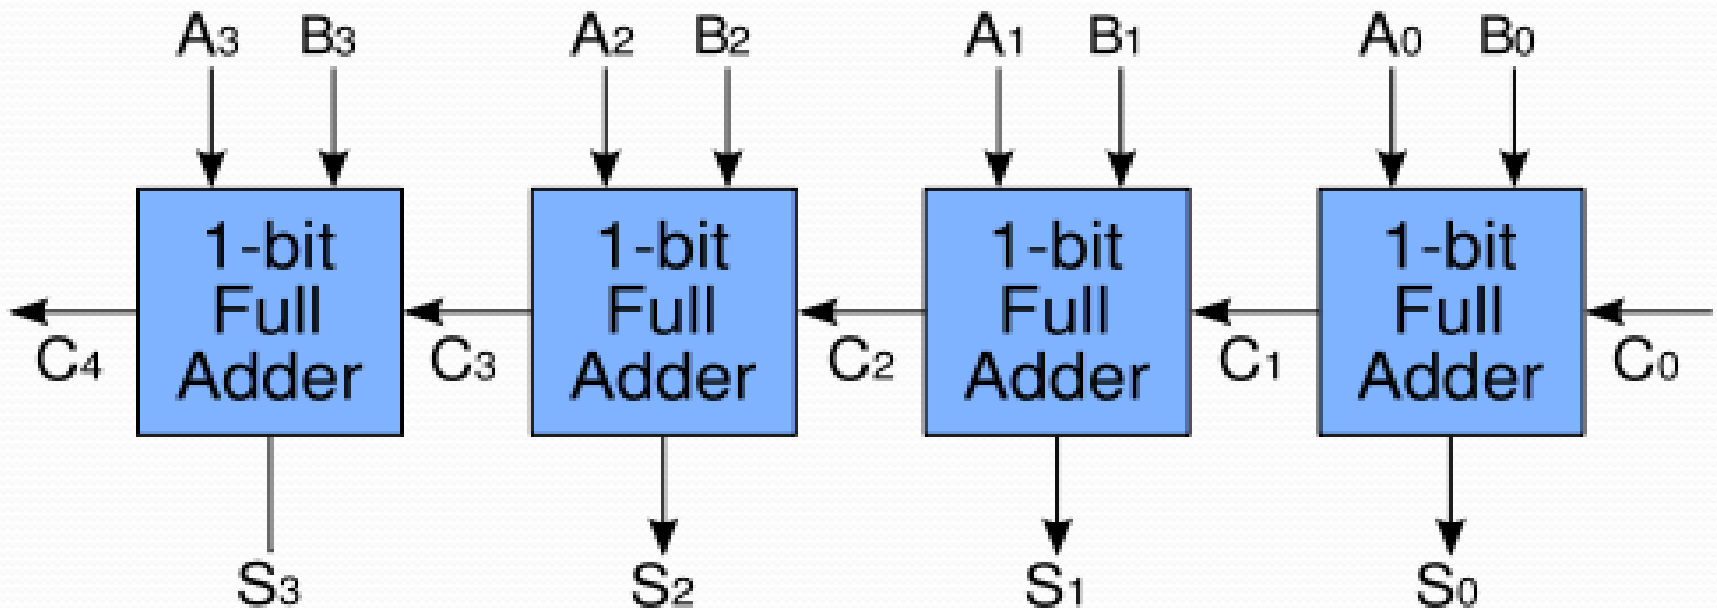 A3 B3 A2 B2 A1 B1 A0 B0
1-bit Full Adder
1-bit Full Adder
1-bit Full Adder
1-bit Full Adder
C4 C3 C2 C1 C0
S3 S2 S1 S0